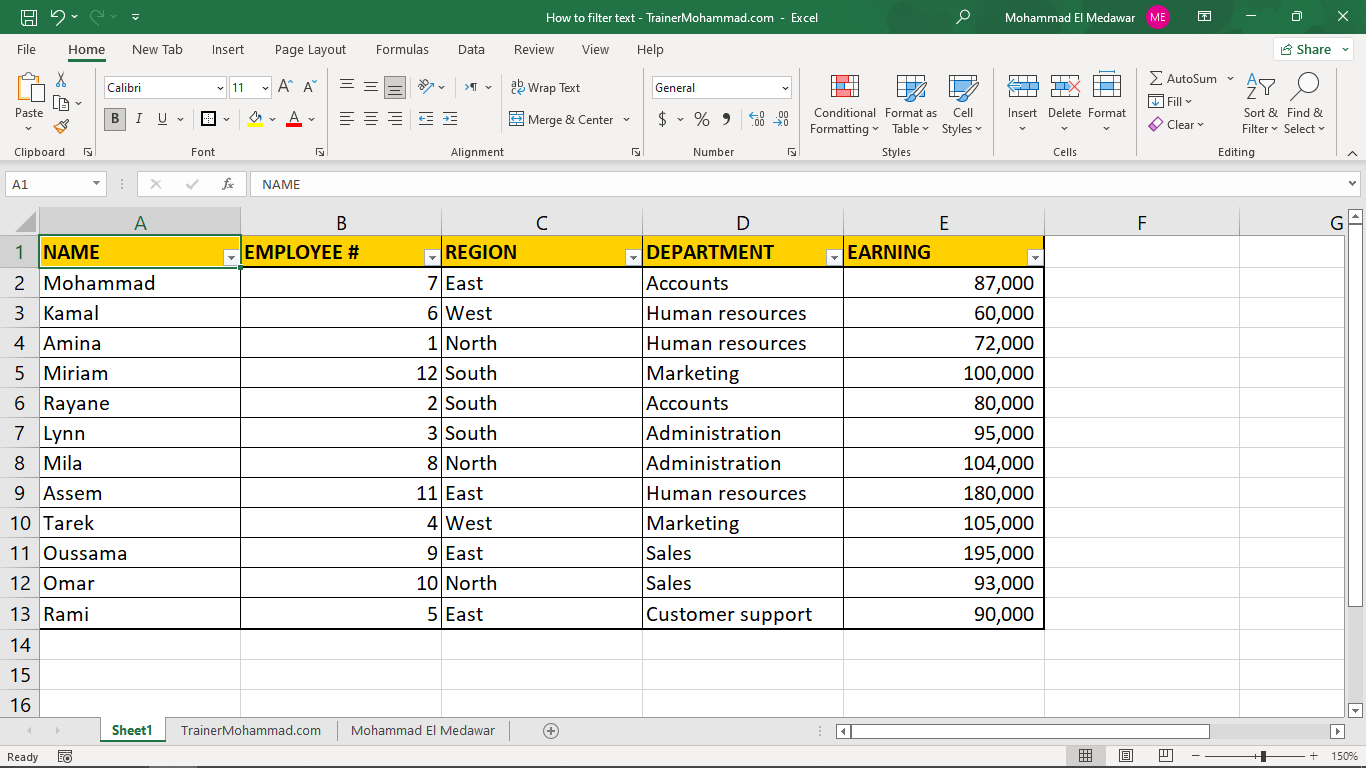 How to filter text - TrainerMohammad.com - Excel
Mohammad El Medawar ME
File Home New Tab Insert Page Layout Formulas Data Review View Help Share
Calibri 11 ab Wrap Text General Conditional Format as Cell Insert Delete Format AutoSum Sort & Find &
Paste B I U A Merge & Center $ % Formatting Table Styles Fill Filter Select
Clear
Clipboard Font Alignment Number Styles Cells Editing
A1 fx NAME
A B C D E F G
1 NAME EMPLOYEE # REGION DEPARTMENT EARNING
2 Mohammad 7 East Accounts 87,000
3 Kamal 6 West Human resources 60,000
4 Amina 1 North Human resources 72,000
5 Miriam 12 South Marketing 100,000
6 Rayane 2 South Accounts 80,000
7 Lynn 3 South Administration 95,000
8 Mila 8 North Administration 104,000
9 Assem 11 East Human resources 180,000
10 Tarek 4 West Marketing 105,000
11 Oussama 9 East Sales 195,000
12 Omar 10 North Sales 93,000
13 Rami 5 East Customer support 90,000
14
15
16
Sheet1 TrainerMohammad.com Mohammad El Medawar
Ready 150%